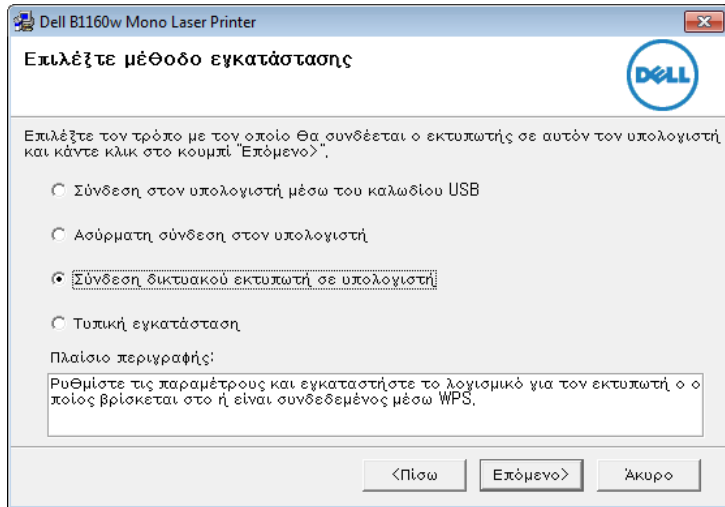 Dell B1160w Mono Laser Printer
Επιλέξτε μέθοδο εγκατάστασης
DELL
Επιλέξτε τον τρόπο με τον οποίο θα συνδέεται ο εκτυπωτής σε αυτόν τον υπολογιστή
και κάντε κλικ στο κουμπί "Επόμενο>".
Σύνδεση στον υπολογιστή μέσω του καλωδίου USB
Ασύρματη σύνδεση στον υπολογιστή
Σύνδεση δικτυακού εκτυπωτή σε υπολογιστή
Τυπική εγκατάσταση
Πλαίσιο περιγραφής:
Ρυθμίστε τις παραμέτρους και εγκαταστήστε το λογισμικό για τον εκτυπωτή ο ο
ποίος βρίσκεται στο ή είναι συνδεδεμένος μέσω WPS.
<Πίσω
Επόμενο>
Άκυρο